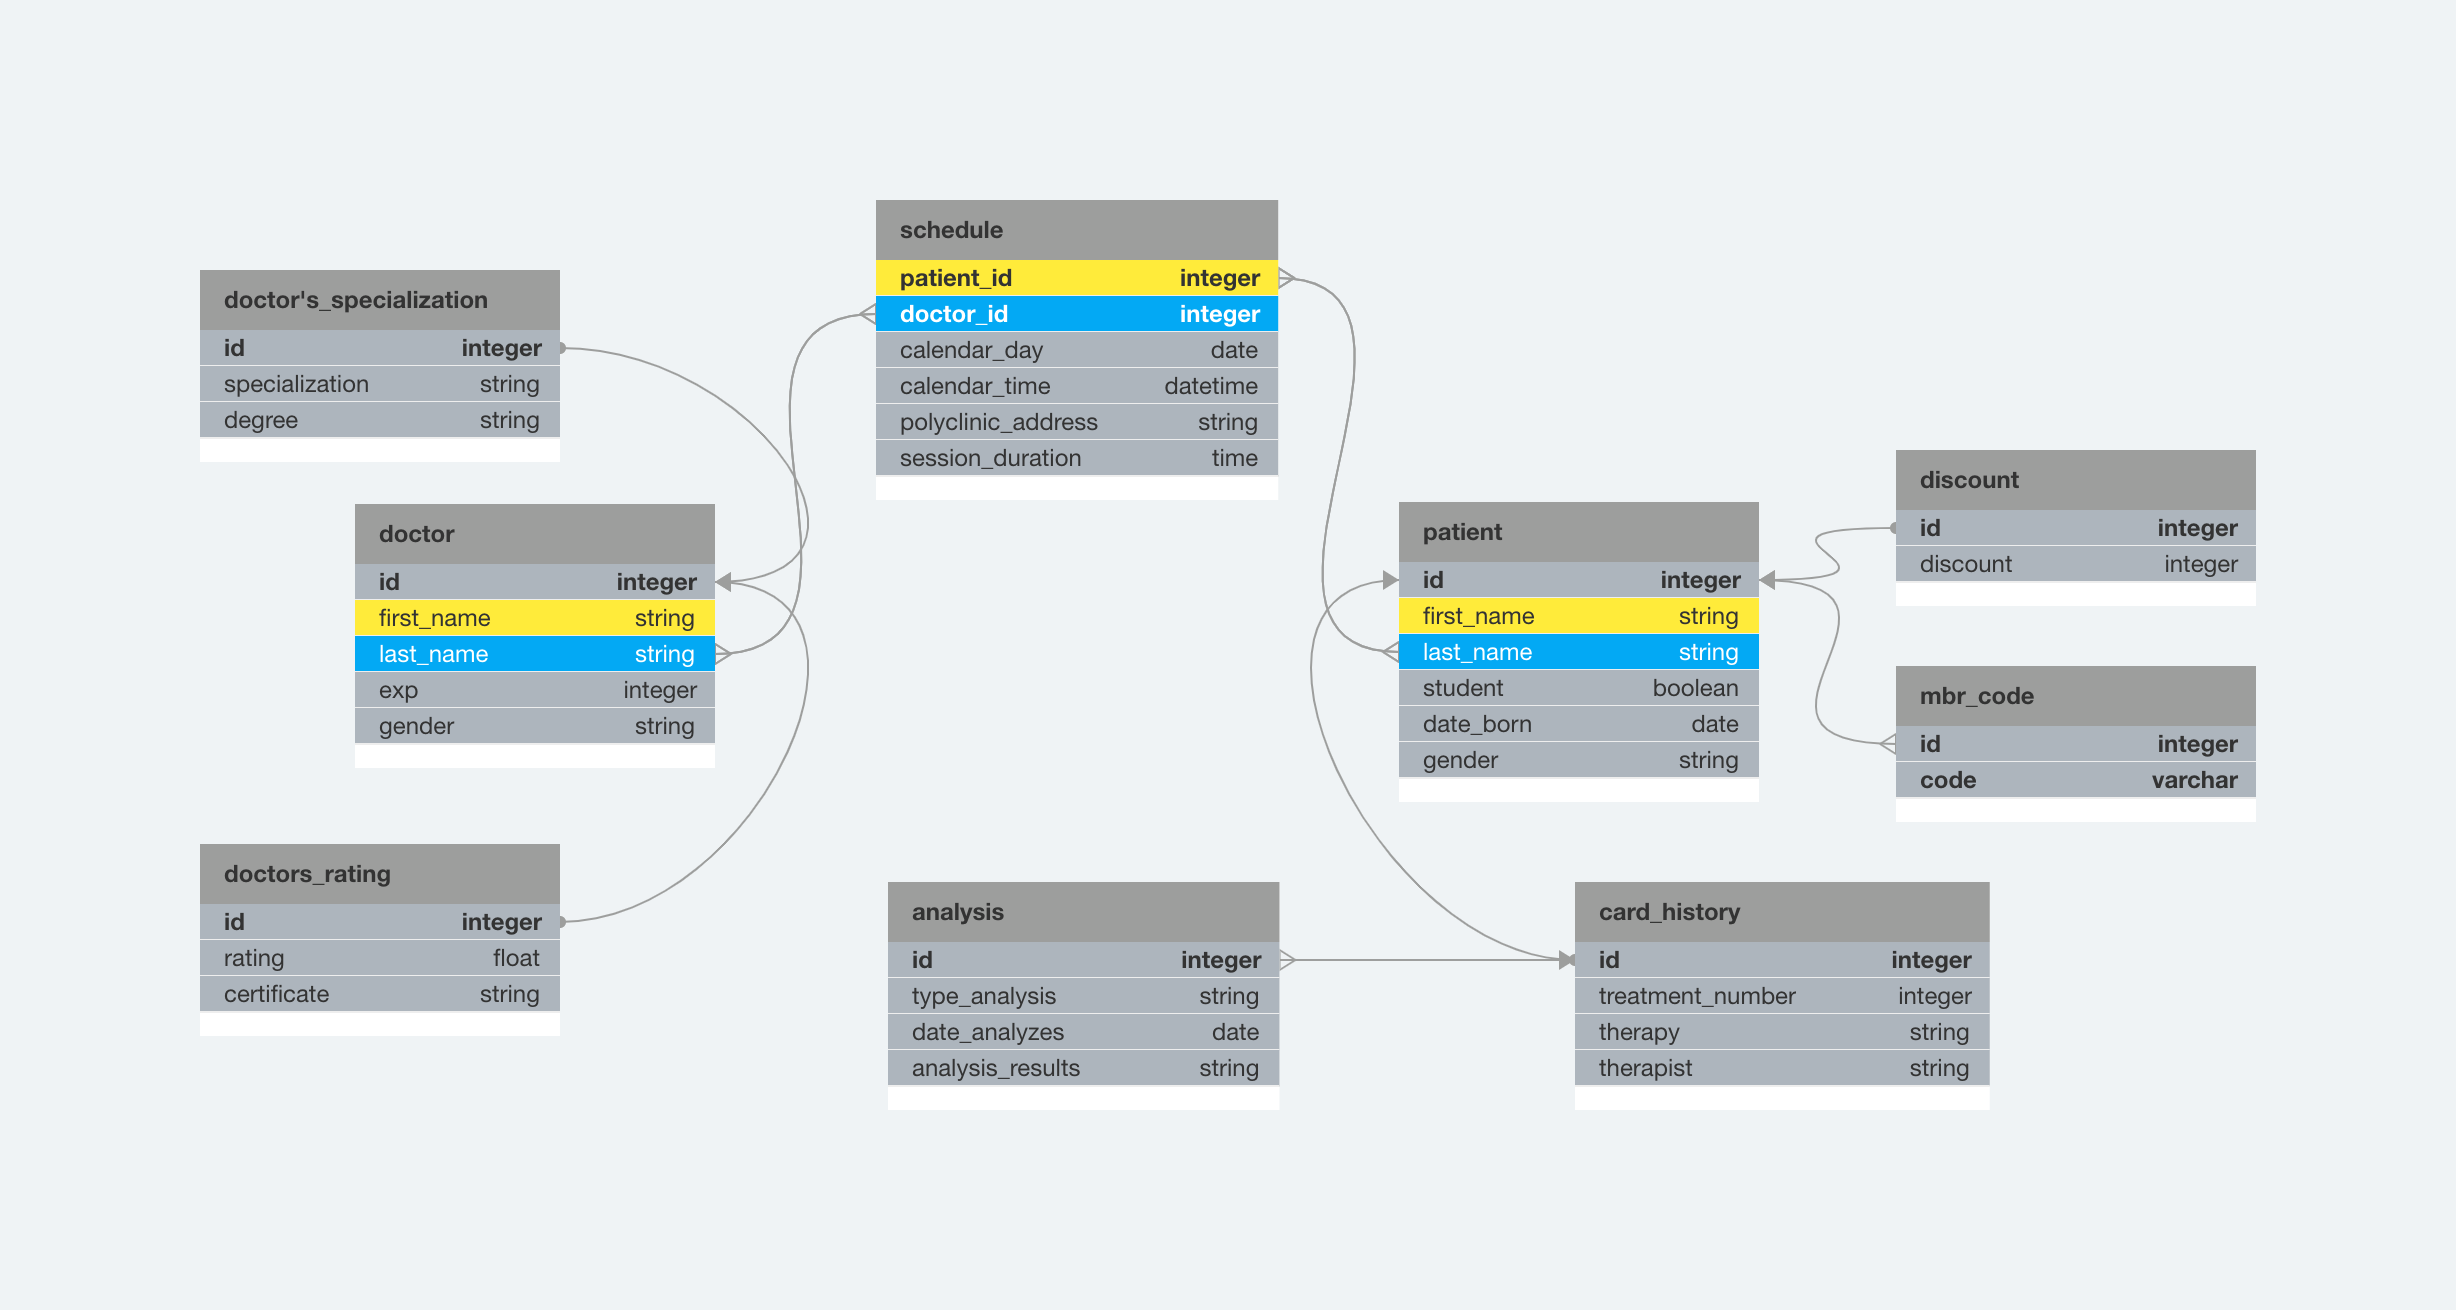 schedule
patient_id integer
doctor_id integer
calendar_day date
calendar_time datetime
polyclinic_address string
session_duration time
doctor's_specialization
id integer
specialization string
degree string
doctor
id integer
first_name string
last_name string
exp integer
gender string
doctors_rating
id integer
rating float
certificate string
patient
id integer
first_name string
last_name string
student boolean
date_born date
gender string
discount
id integer
discount integer
mbr_code
id integer
code varchar
analysis
id integer
type_analysis string
date_analyzes date
analysis_results string
card_history
id integer
treatment_number integer
therapy string
therapist string